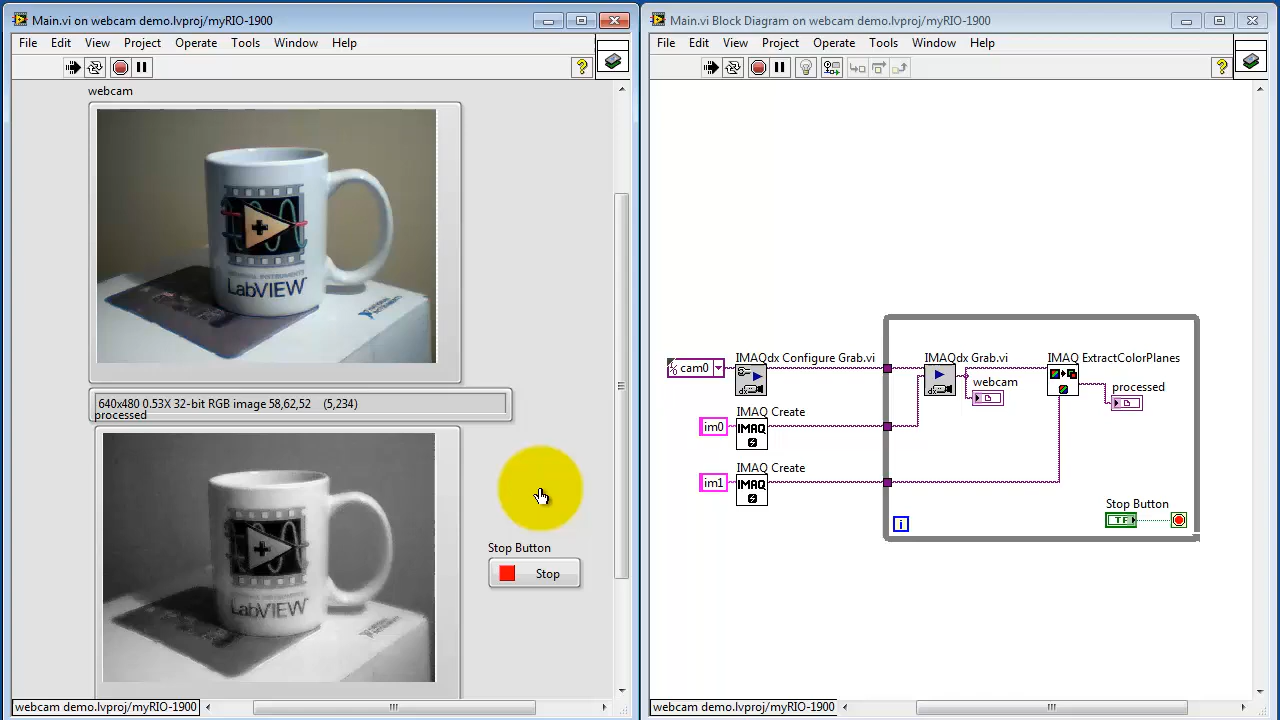 Main.vi on webcam demo.lvproj/myRIO-1900
File Edit View Project Operate Tools Window Help
webcam
LabVIEW
640x480 0.53X 32-bit RGB image 58,62,52 (5,234)
processed
LabVIEW
Stop Button
Stop
webcam demo.lvproj/myRIO-1900
Main.vi Block Diagram on webcam demo.lvproj/myRIO-1900
File Edit View Project Operate Tools Window Help
IMAQdx Configure Grab.vi
IMAQdx Grab.vi
IMAQ ExtractColorPlanes
cam0
webcam
processed
IMAQ Create
im0
IMAQ
IMAQ Create
im1
IMAQ
Stop Button
TF
i
webcam demo.lvproj/myRIO-1900